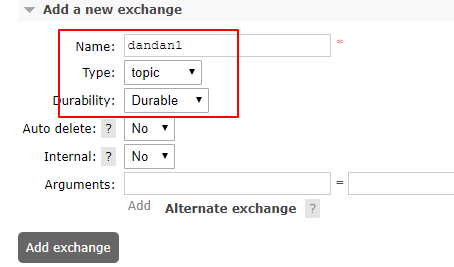 Add a new exchange
Name: dandan1 *
Type: topic
Durability: Durable
Auto delete: ? No
Internal: ? No
Arguments: =
Add Alternate exchange ?
Add exchange